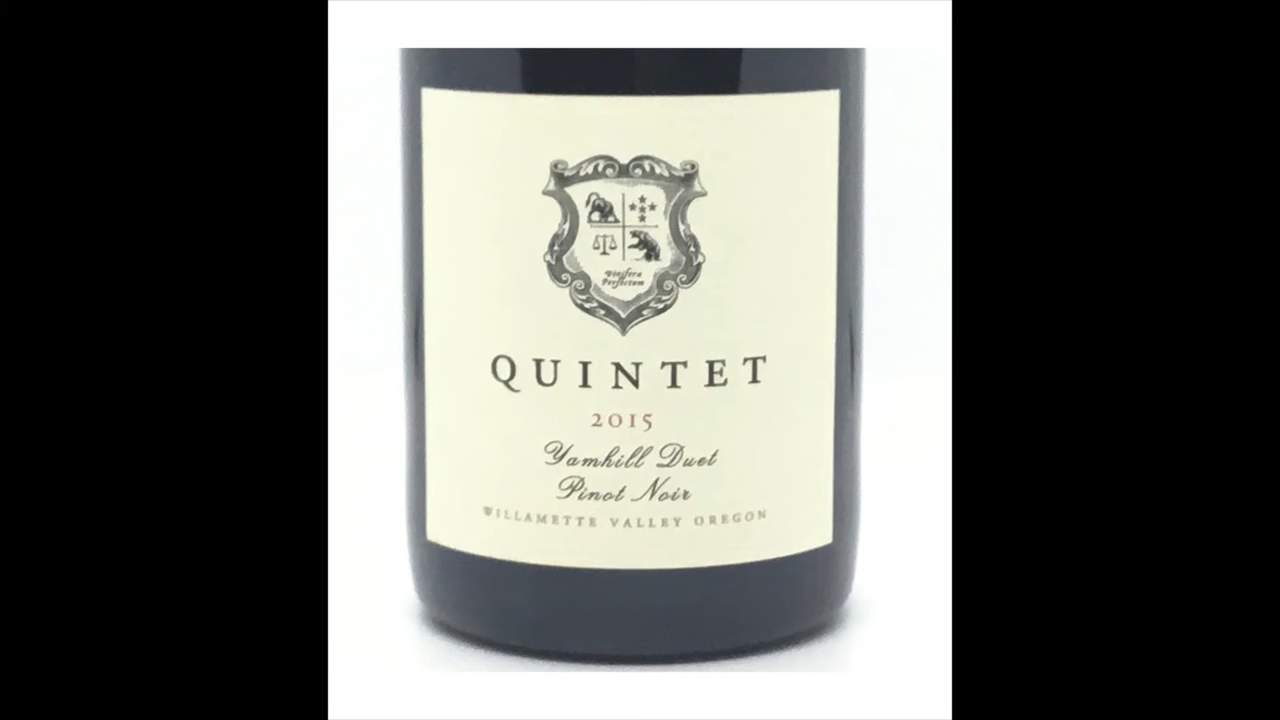 Vinifera
Perfectum
QUINTET
2015
Yamhill Duet
Pinot Noir
WILLAMETTE VALLEY OREGON